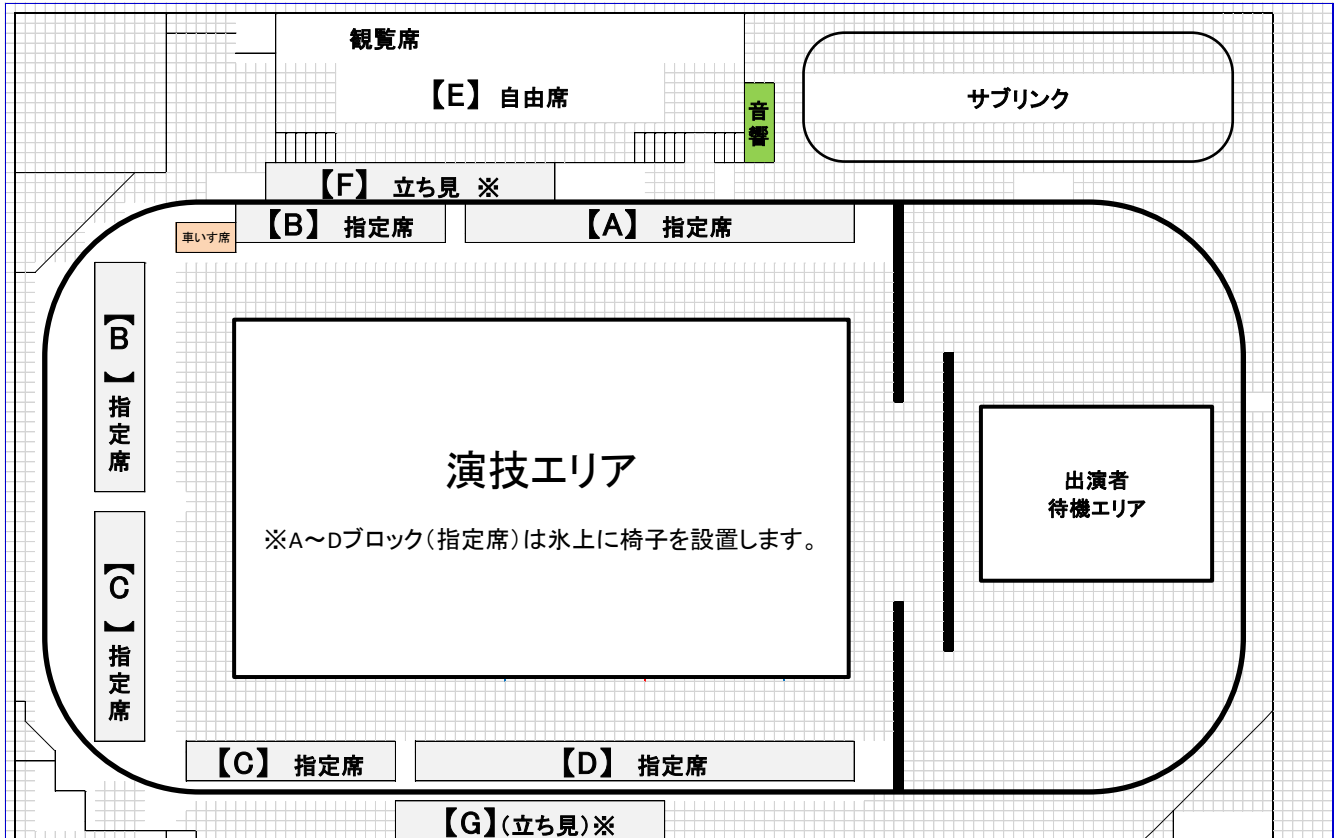 観覧席
【E】 自由席
音響
サブリンク
【F】 立ち見 ※
車いす席
【B】 指定席
【A】 指定席
【B】指定席
演技エリア
※A～Dブロック(指定席)は氷上に椅子を設置します。
出演者
待機エリア
【C】指定席
【C】 指定席
【D】 指定席
【G】(立ち見)※